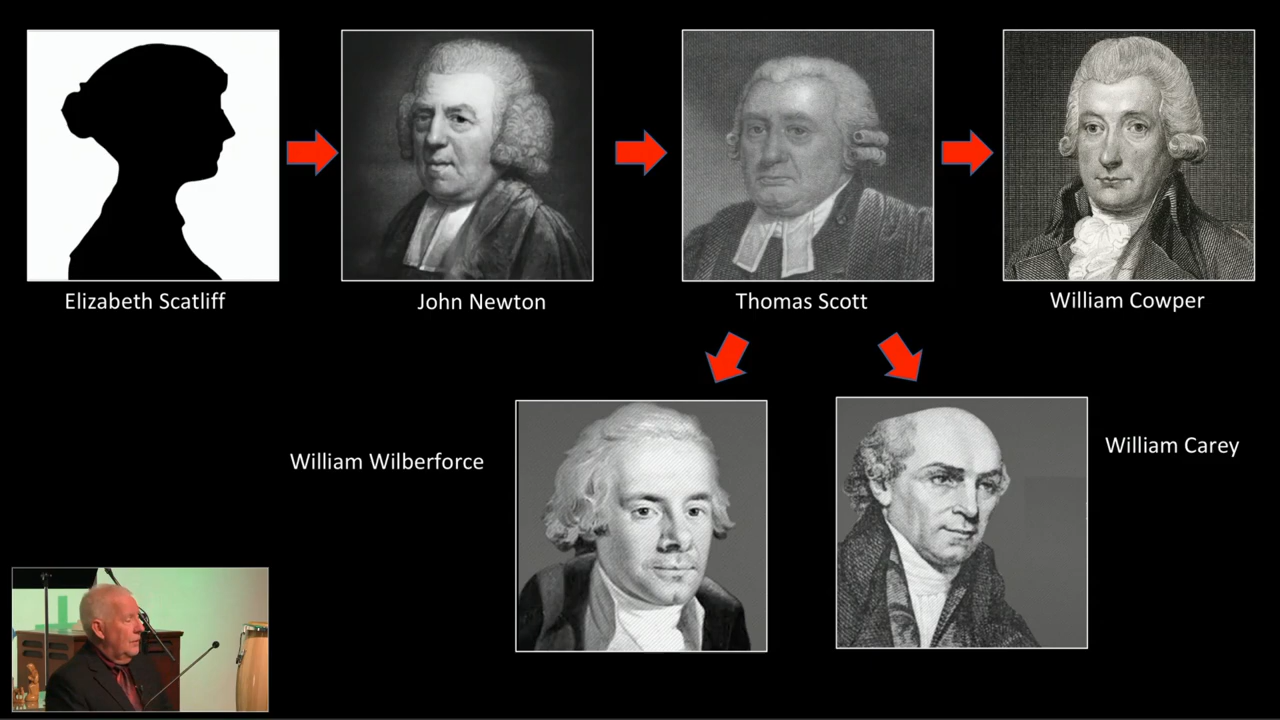 Elizabeth Scatliff
John Newton
Thomas Scott
William Cowper
William Wilberforce
William Carey